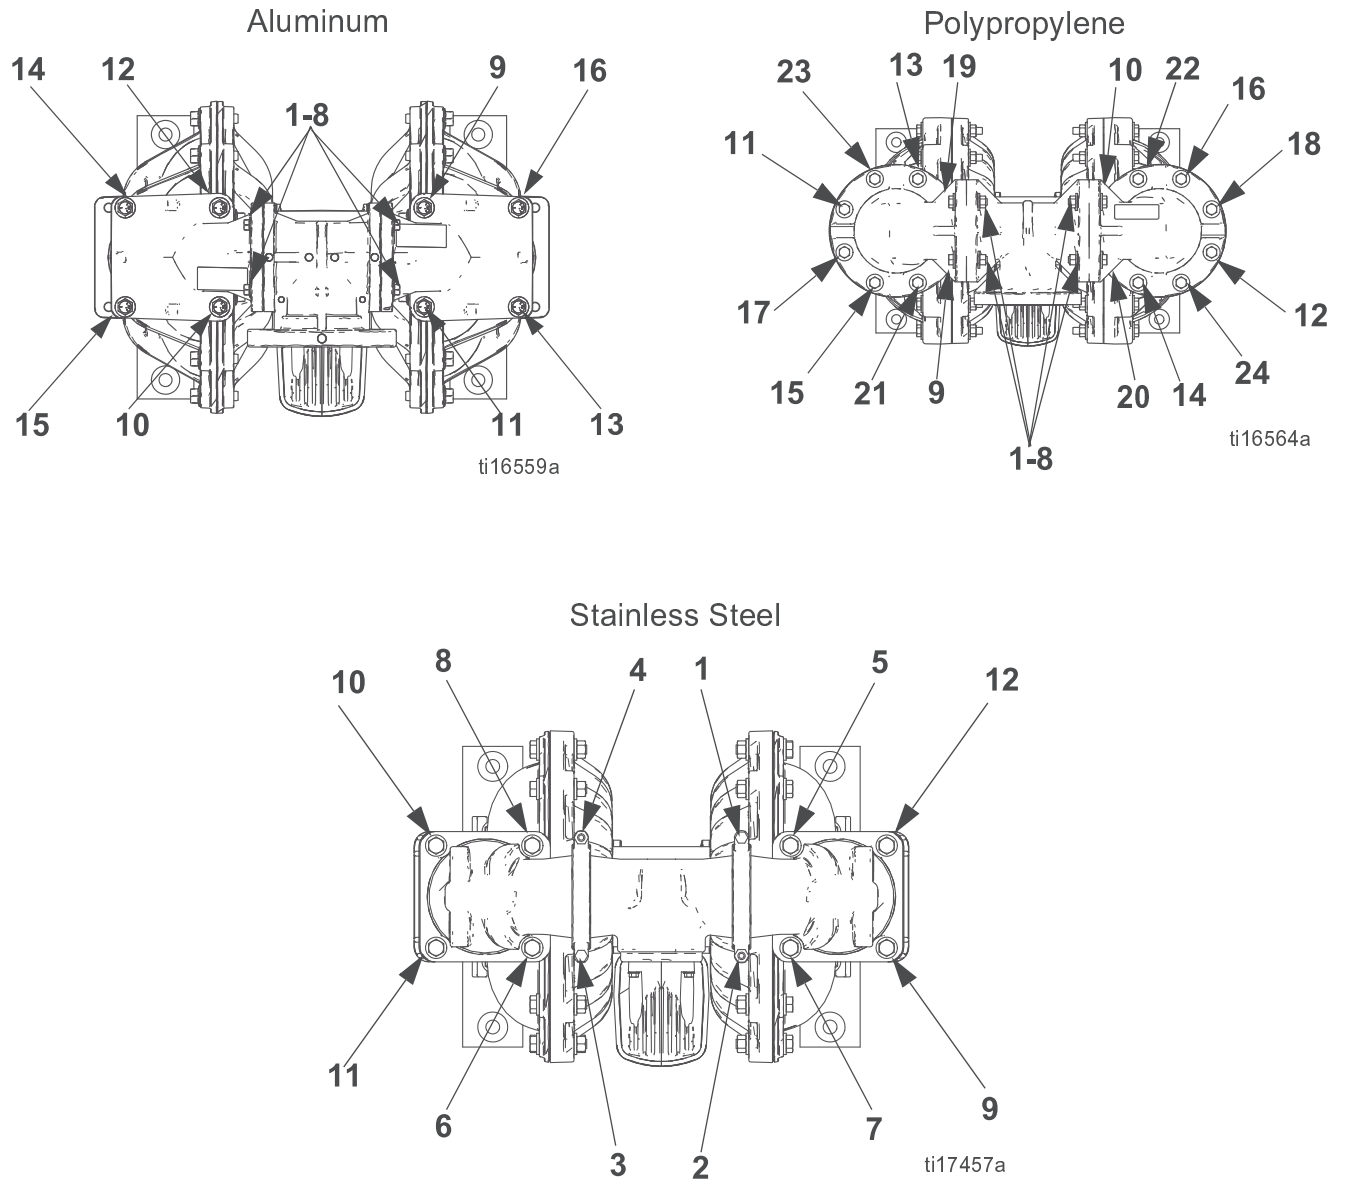 Aluminum
14 12 9 16
1-8
15 10 11 13
ti16559a
Polypropylene
23 13 19 10 22 16
11 18
17 12
15 21 9 20 14 24
1-8
ti16564a
Stainless Steel
10 8 4 1 5 12
11 6 3 2 7 9
ti17457a